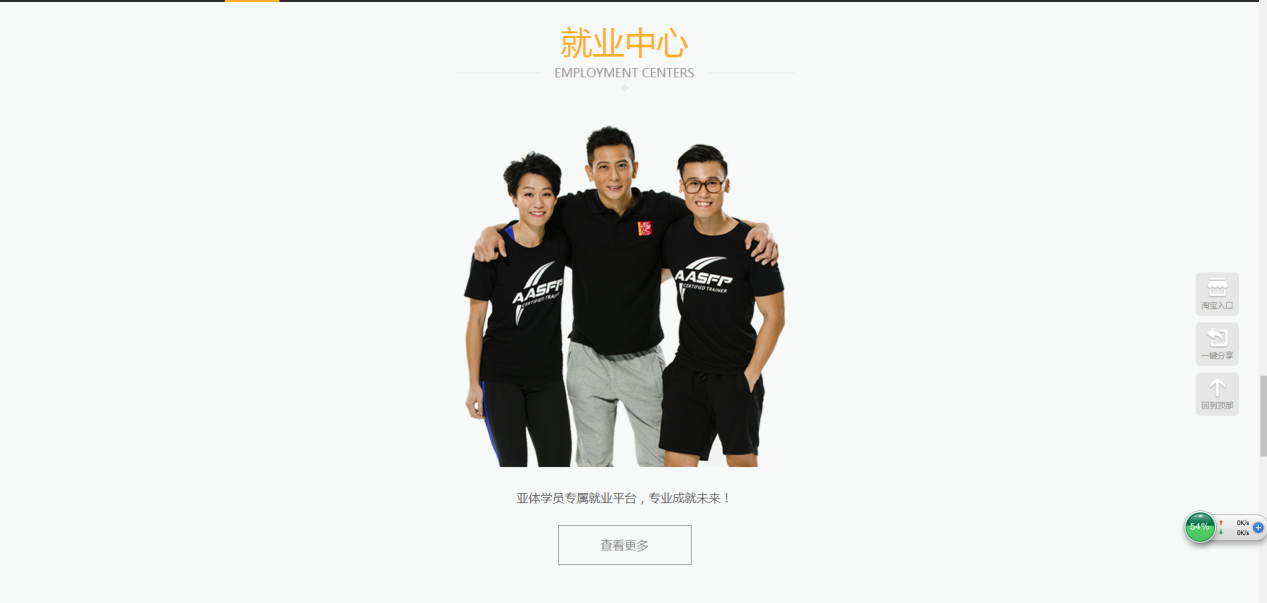 就业中心
EMPLOYMENT CENTERS
AASFP
CERTIFIED TRAINER
AASFP
CERTIFIED TRAINER
淘宝入口
一键分享
回到顶部
亚体学员专属就业平台，专业成就未来！
54%
0K/s
0K/s
查看更多